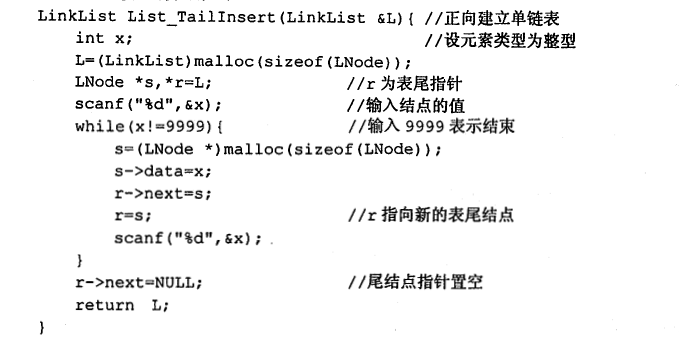 LinkList List_TailInsert(LinkList &L){ //正向建立单链表
    int x;                             //设元素类型为整型
    L=(LinkList)malloc(sizeof(LNode));
    LNode *s,*r=L;             //r 为表尾指针
    scanf("%d",&x);            //输入结点的值
    while(x!=9999){            //输入 9999 表示结束
        s=(LNode *)malloc(sizeof(LNode));
        s->data=x;
        r->next=s;
        r=s;                   //r 指向新的表尾结点
        scanf("%d",&x);
    }
    r->next=NULL;              //尾结点指针置空
    return L;
}